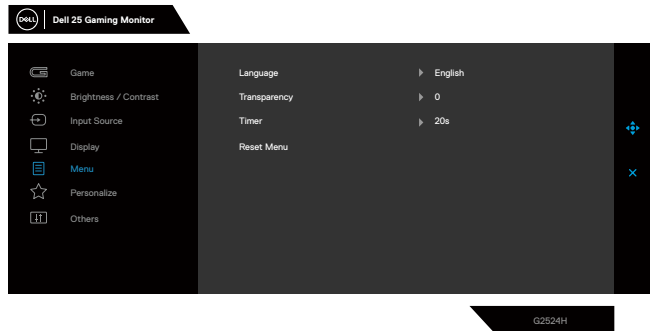 DELL Dell 25 Gaming Monitor
Game
Brightness / Contrast
Input Source
Display
Menu
Personalize
Others
Language English
Transparency 0
Timer 20s
Reset Menu
G2524H